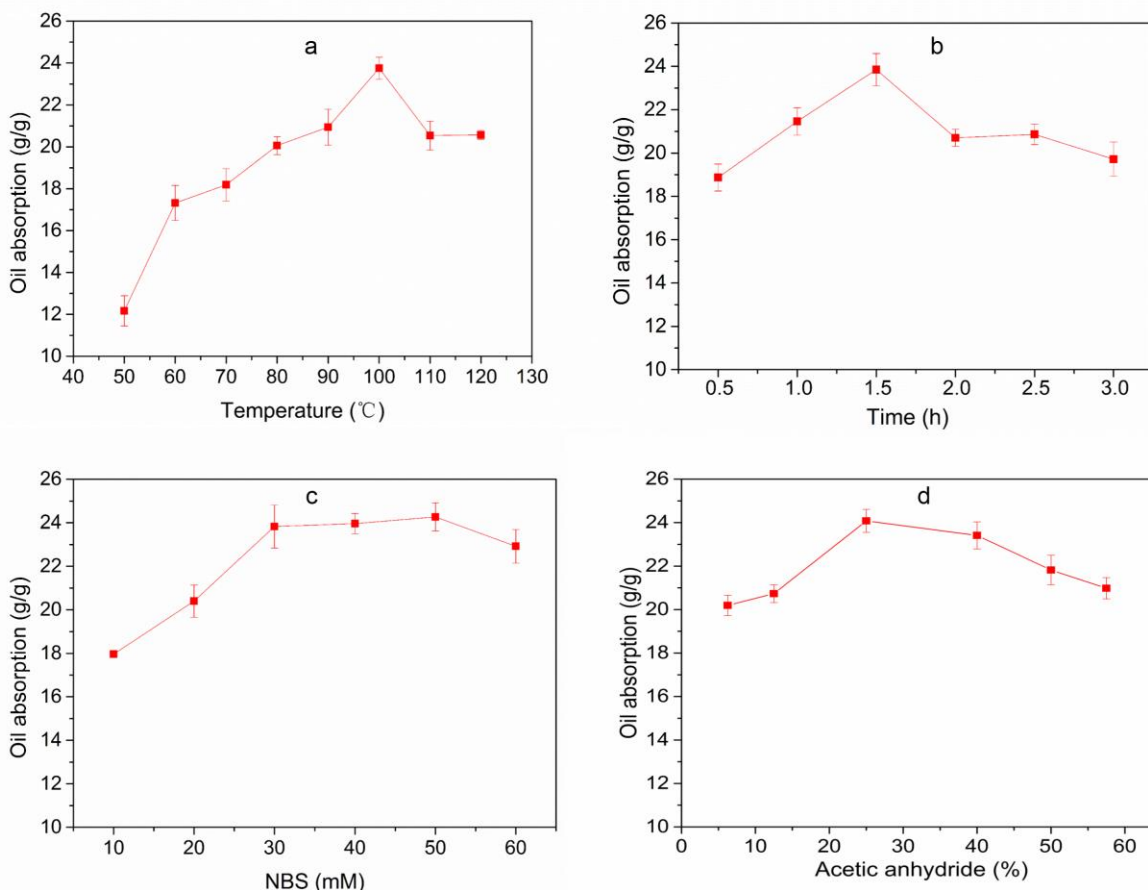 a
Oil absorption (g/g)
26
24
22
20
18
16
14
12
10
40 50 60 70 80 90 100 110 120 130
Temperature (℃)
b
Oil absorption (g/g)
26
24
22
20
18
16
14
12
10
0.5 1.0 1.5 2.0 2.5 3.0
Time (h)
c
Oil absorption (g/g)
26
24
22
20
18
16
14
12
10
10 20 30 40 50 60
NBS (mM)
d
Oil absorption (g/g)
26
24
22
20
18
16
14
12
10
0 10 20 30 40 50 60
Acetic anhydride (%)